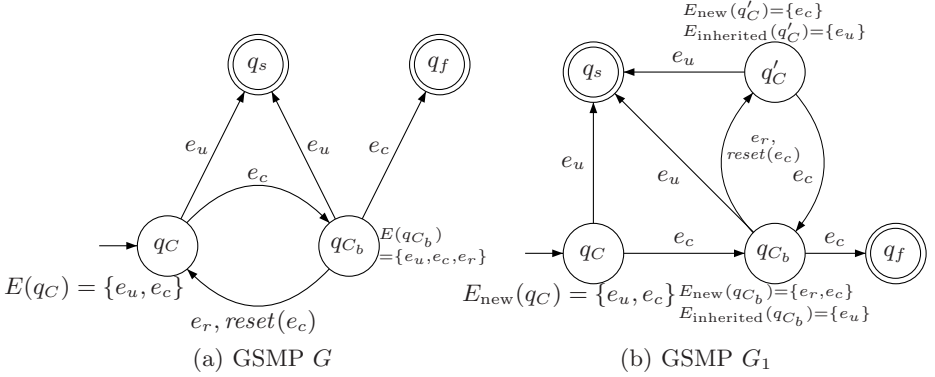 E_new(q'_C)={e_c}
E_inherited(q'_C)={e_u}
q_s
q_f
q_s
e_u
q'_C
e_u
e_u
e_c
e_r,
reset(e_c)
e_c
e_c
e_u
e_u
q_C
q_{C_b}
E(q_{C_b})
={e_u,e_c,e_r}
q_C
e_c
q_{C_b}
e_c
q_f
E(q_C) = {e_u, e_c}
E_new(q_C) = {e_u, e_c}
E_new(q_{C_b})={e_r,e_c}
E_inherited(q_{C_b})={e_u}
e_r, reset(e_c)
(a) GSMP G
(b) GSMP G_1